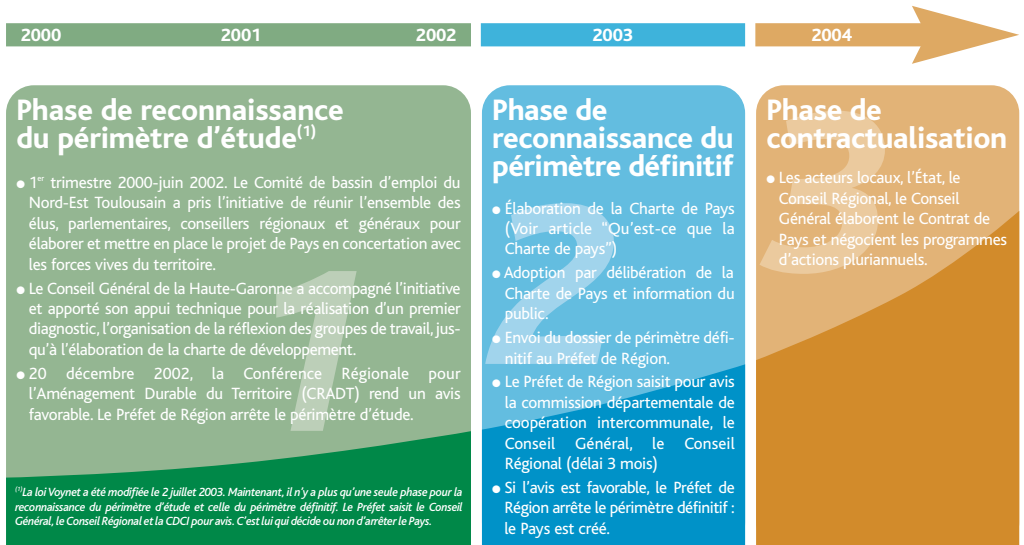 2000 2001 2002 2003 2004
Phase de reconnaissance
du périmètre d'étude(1)
● 1er trimestre 2000-juin 2002. Le Comité de bassin d'emploi du
Nord-Est Toulousain a pris l'initiative de réunir l'ensemble des
élus, parlementaires, conseillers régionaux et généraux pour
élaborer et mettre en place le projet de Pays en concertation avec
les forces vives du territoire.
● Le Conseil Général de la Haute-Garonne a accompagné l'initiative
et apporté son appui technique pour la réalisation d'un premier
diagnostic, l'organisation de la réflexion des groupes de travail, jus-
qu'à l'élaboration de la charte de développement.
● 20 décembre 2002, la Conférence Régionale pour
l'Aménagement Durable du Territoire (CRADT) rend un avis
favorable. Le Préfet de Région arrête le périmètre d'étude.
1
(1)La loi Voynet a été modifiée le 2 juillet 2003. Maintenant, il n'y a plus qu'une seule phase pour la
reconnaissance du périmètre d'étude et celle du périmètre définitif. Le Préfet saisit le Conseil
Général, le Conseil Régional et la CDCI pour avis. C'est lui qui décide ou non d'arrêter le Pays.
Phase de
reconnaissance du
périmètre définitif
● Élaboration de la Charte de Pays
(Voir article "Qu'est-ce que la
Charte de pays")
● Adoption par délibération de la
Charte de Pays et information du
public.
● Envoi du dossier de périmètre défi-
nitif au Préfet de Région.
● Le Préfet de Région saisit pour avis
la commission départementale de
coopération intercommunale, le
Conseil Général, le Conseil
Régional (délai 3 mois)
● Si l'avis est favorable, le Préfet de
Région arrête le périmètre définitif :
le Pays est créé.
2
Phase de
contractualisation
● Les acteurs locaux, l'État, le
Conseil Régional, le Conseil
Général élaborent le Contrat de
Pays et négocient les programmes
d'actions pluriannuels.
3